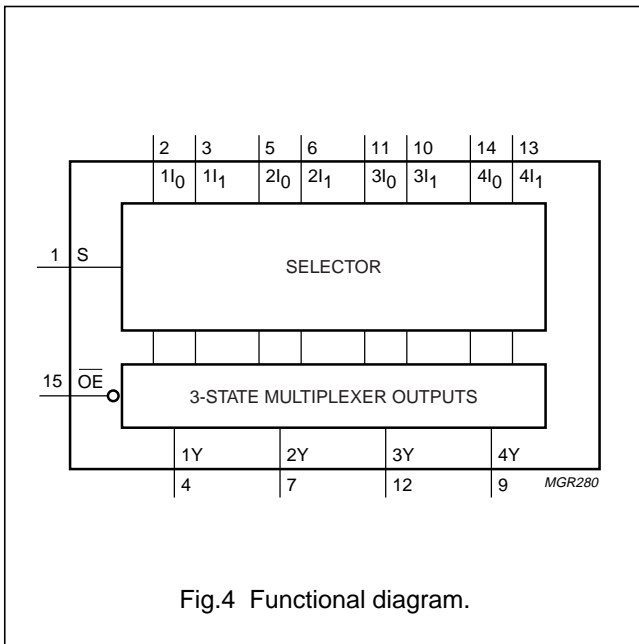 2 3 5 6 11 10 14 13
1I0 1I1 2I0 2I1 3I0 3I1 4I0 4I1
1 S
SELECTOR
15 O̅E̅
3-STATE MULTIPLEXER OUTPUTS
1Y 2Y 3Y 4Y
4 7 12 9
MGR280
Fig.4 Functional diagram.